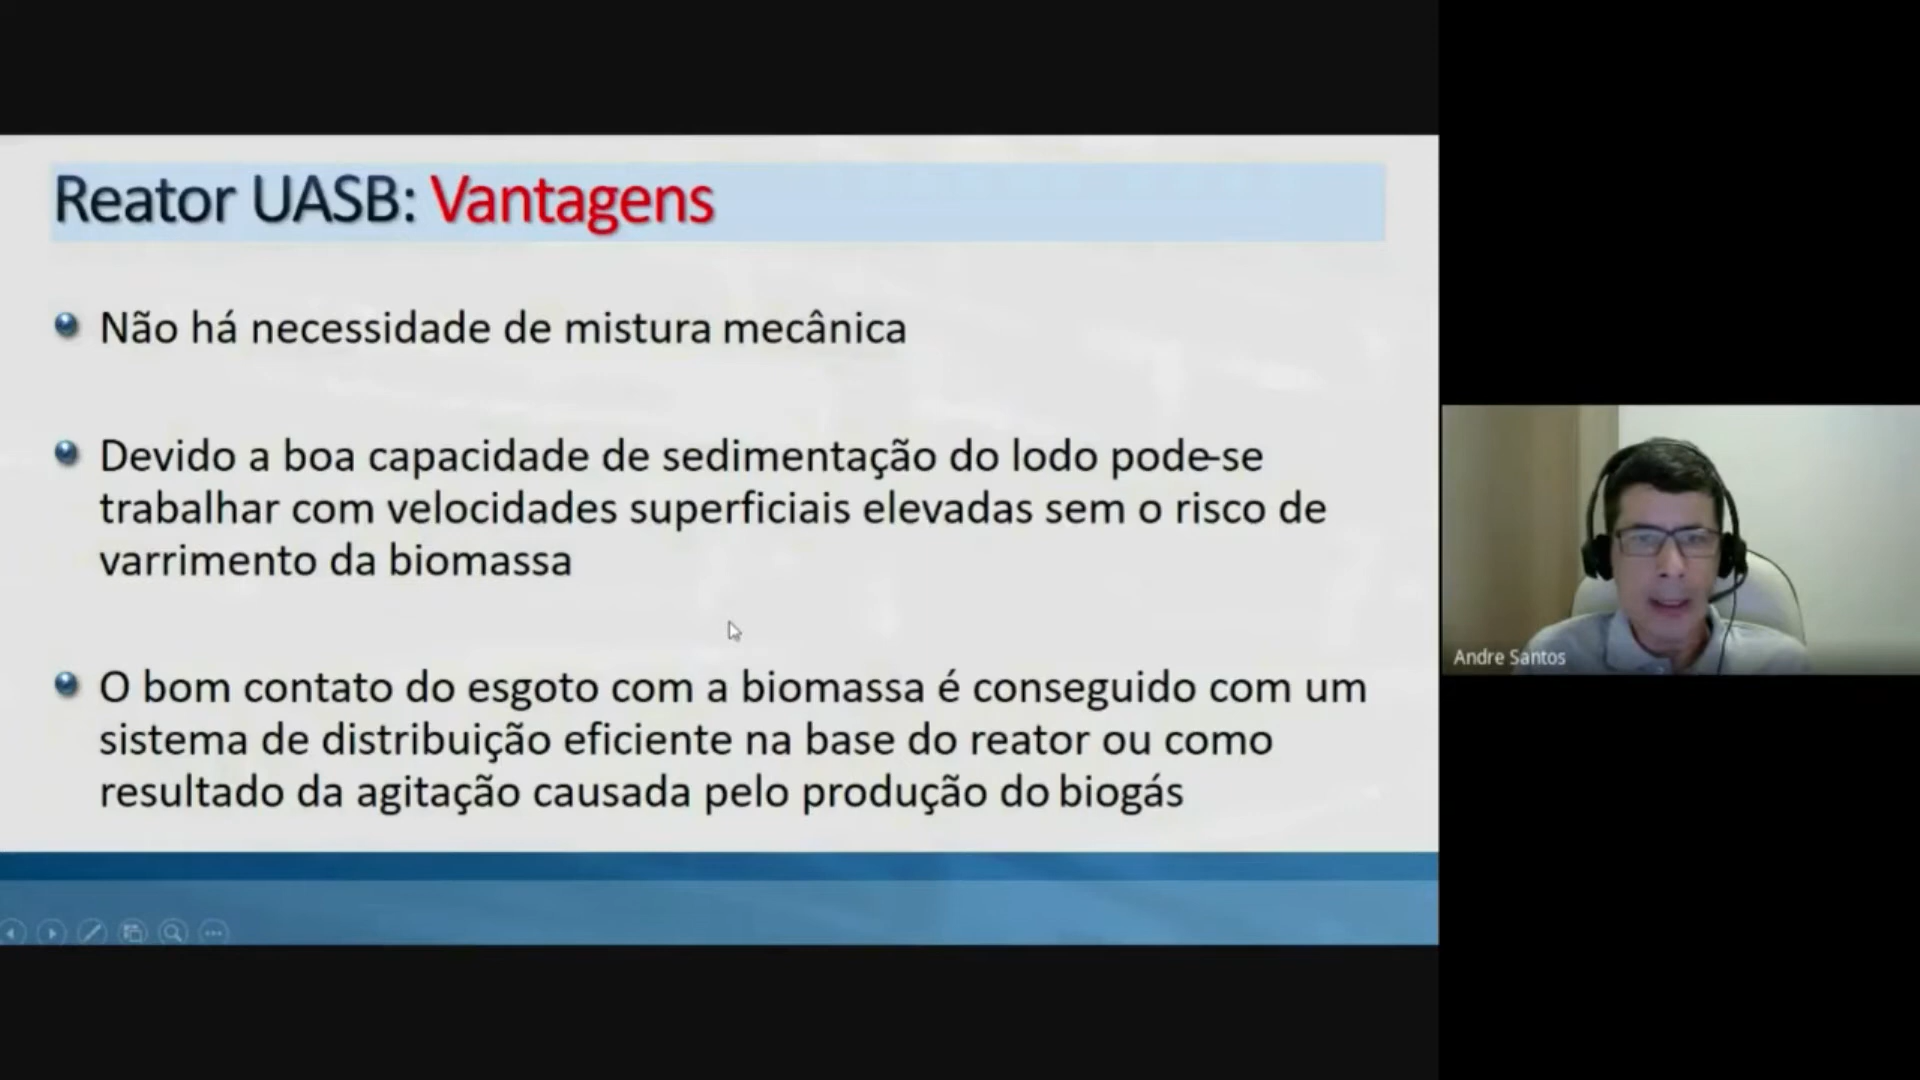 Reator UASB: Vantagens
Não há necessidade de mistura mecânica
Devido a boa capacidade de sedimentação do lodo pode-se
trabalhar com velocidades superficiais elevadas sem o risco de
varrimento da biomassa
O bom contato do esgoto com a biomassa é conseguido com um
sistema de distribuição eficiente na base do reator ou como
resultado da agitação causada pelo produção do biogás
Andre Santos